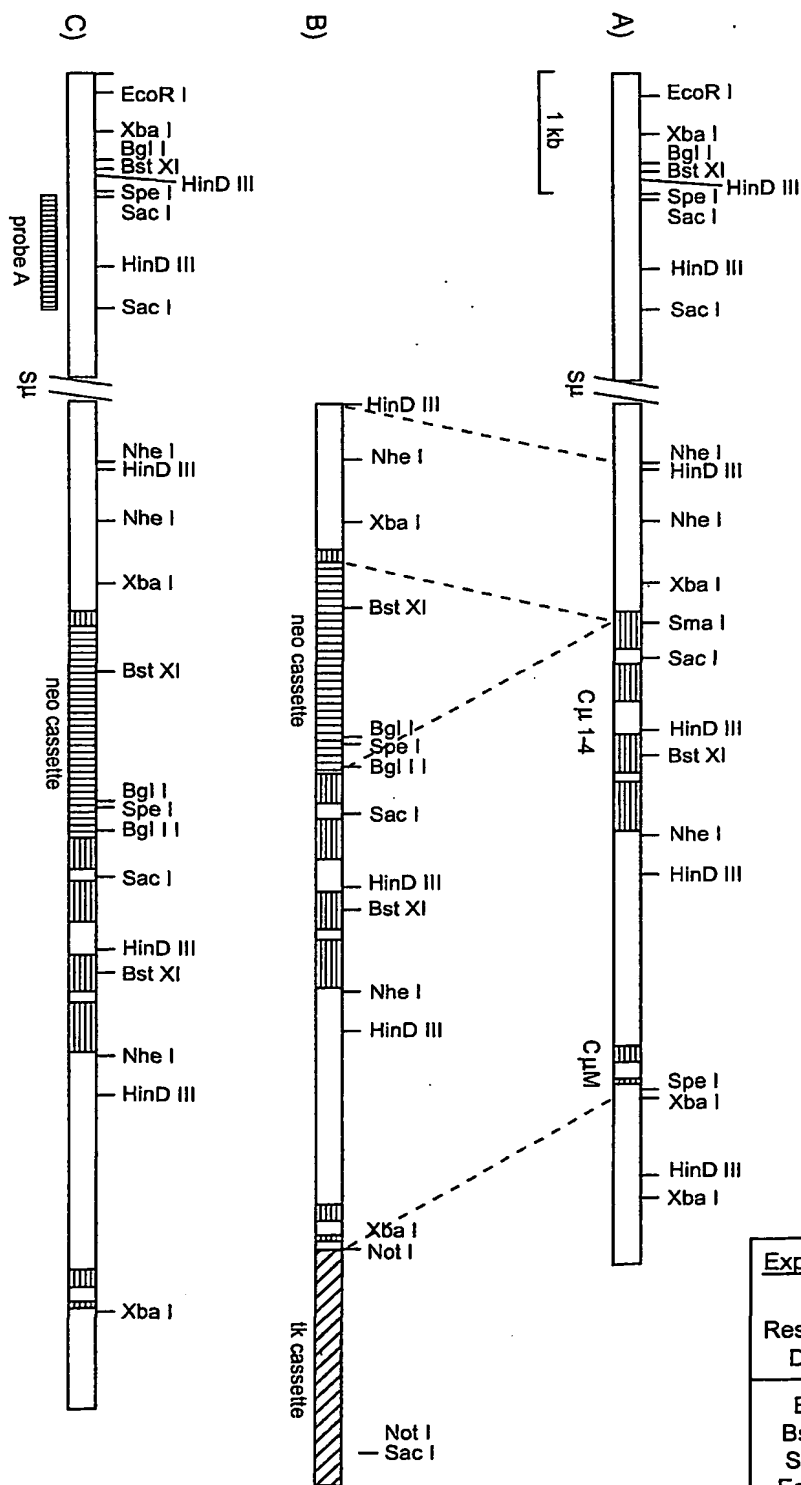 A)
EcoR I
Xba I
Bgl I
Bst XI
HinD III
Spe I
Sac I
HinD III
Sac I
Sμ
Nhe I
HinD III
Nhe I
Xba I
Sma I
Sac I
Cμ 1-4
HinD III
Bst XI
Nhe I
HinD III
CμM
Spe I
Xba I
HinD III
Xba I
1 kb
B)
HinD III
Nhe I
Xba I
Bst XI
neo cassette
Bgl I
Spe I
Bgl I I
Sac I
HinD III
Bst XI
Nhe I
HinD III
Xba I
Not I
tk cassette
Not I
Sac I
C)
EcoR I
Xba I
Bgl I
Bst XI
HinD III
Spe I
Sac I
HinD III
Sac I
probe A
Sμ
Nhe I
HinD III
Nhe I
Xba I
Bst XI
neo cassette
Bgl I
Spe I
Bgl I I
Sac I
HinD III
Bst XI
Nhe I
HinD III
Xba I
Exp
Res
D